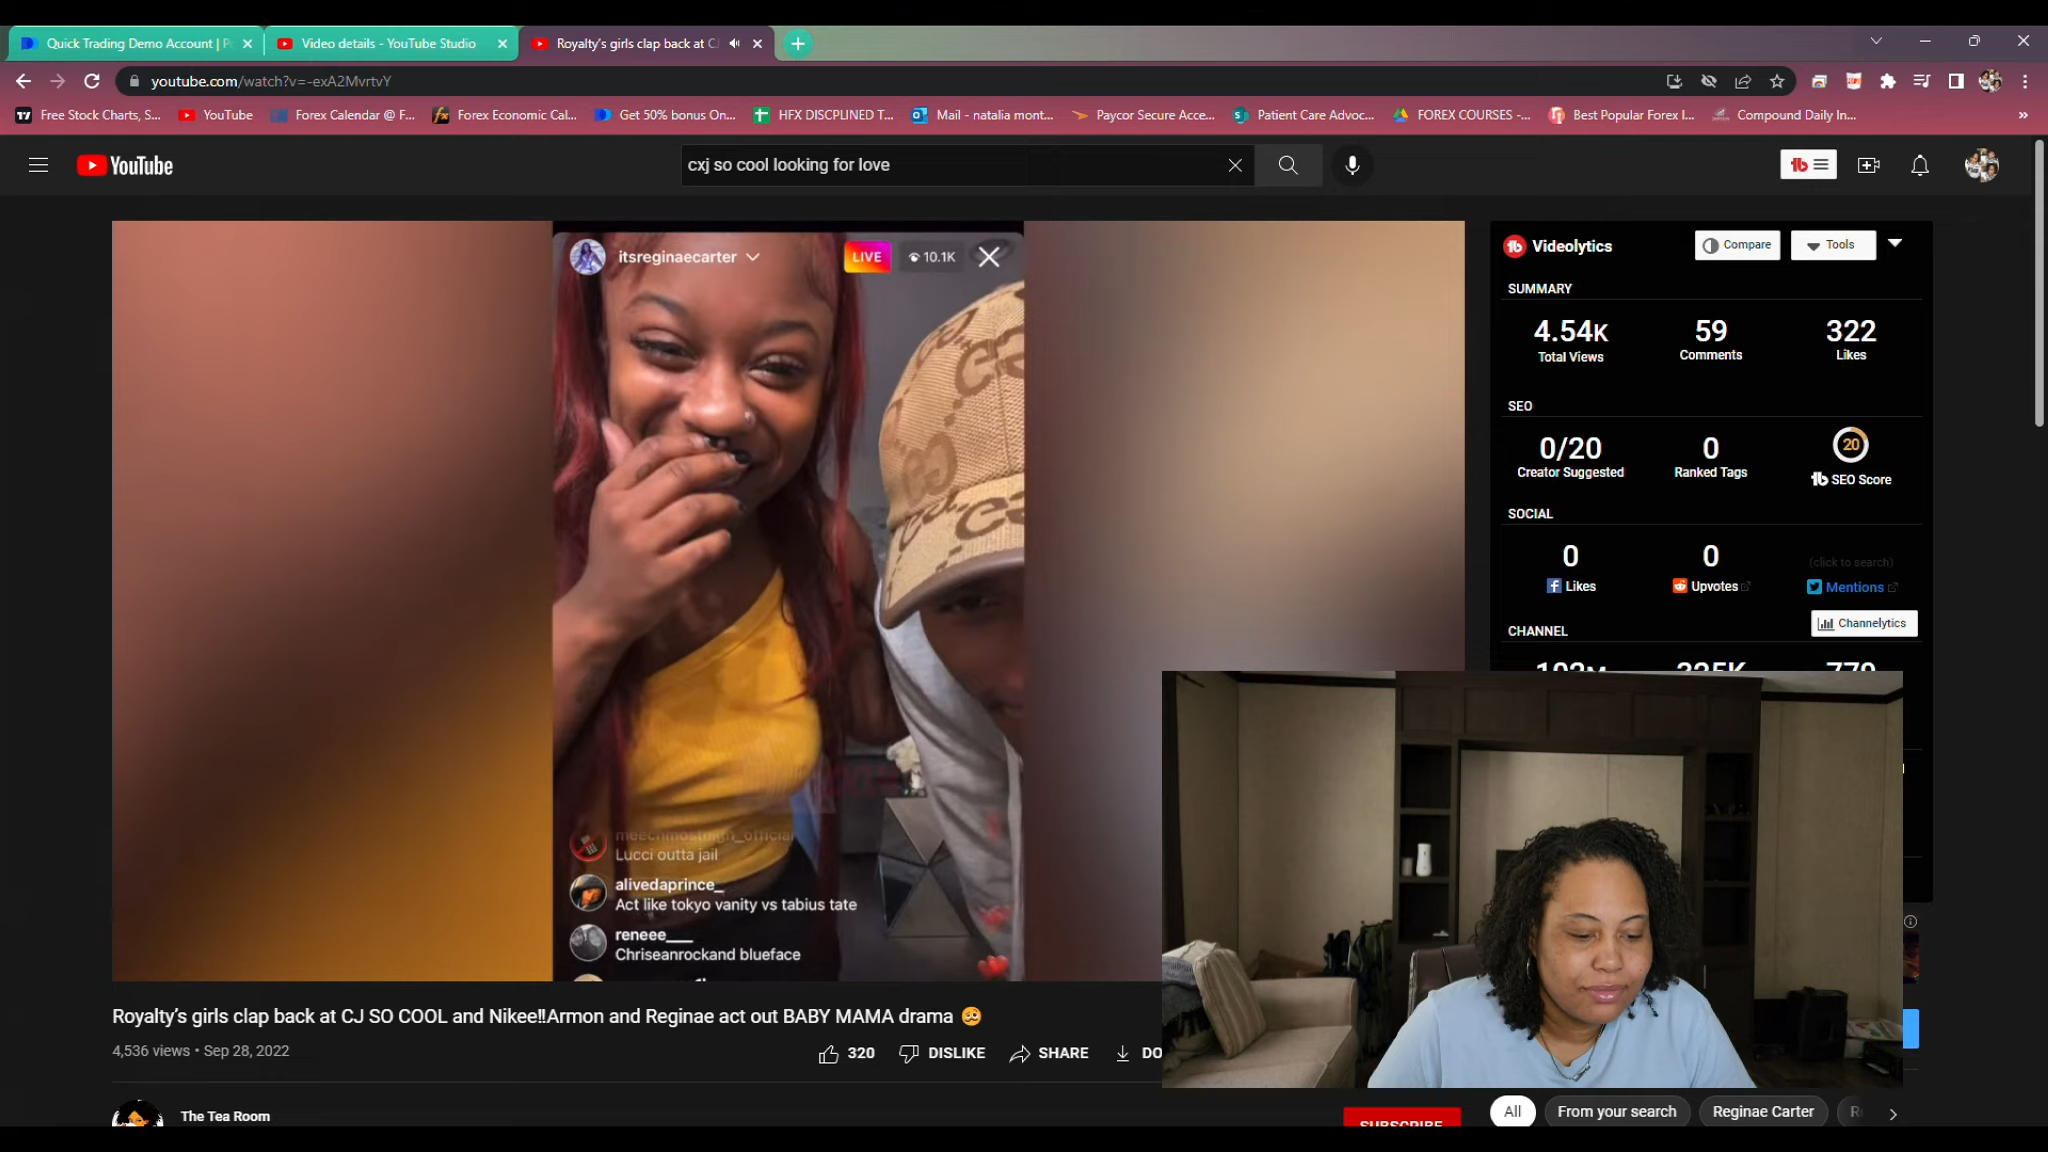 Quick Trading Demo Account | P
Video details - YouTube Studio
Royalty's girls clap back at C
youtube.com/watch?v=-exA2MvrtvY
Free Stock Charts, S...
YouTube
Forex Calendar @ F...
Forex Economic Cal...
Get 50% bonus On...
HFX DISCPLINED T...
Mail - natalia mont...
Paycor Secure Acce...
Patient Care Advoc...
FOREX COURSES -...
Best Popular Forex I...
Compound Daily In...
YouTube
cxj so cool looking for love
itsreginaecarter
LIVE
10.1K
Lucci outta jail
alivedaprince_
Act like tokyo vanity vs tabius tate
reneee___
Chriseanrockand blueface
Videolytics
Compare
Tools
SUMMARY
4.54K
59
322
Total Views
Comments
Likes
SEO
0/20
0
20
Creator Suggested
Ranked Tags
SEO Score
SOCIAL
0
0
(click to search)
Likes
Upvotes
Mentions
CHANNEL
Channelytics
Royalty's girls clap back at CJ SO COOL and Nikee!!Armon and Reginae act out BABY MAMA drama 🥺
4,536 views • Sep 28, 2022
320
DISLIKE
SHARE
DO
The Tea Room
SUBSCRIBE
All
From your search
Reginae Carter